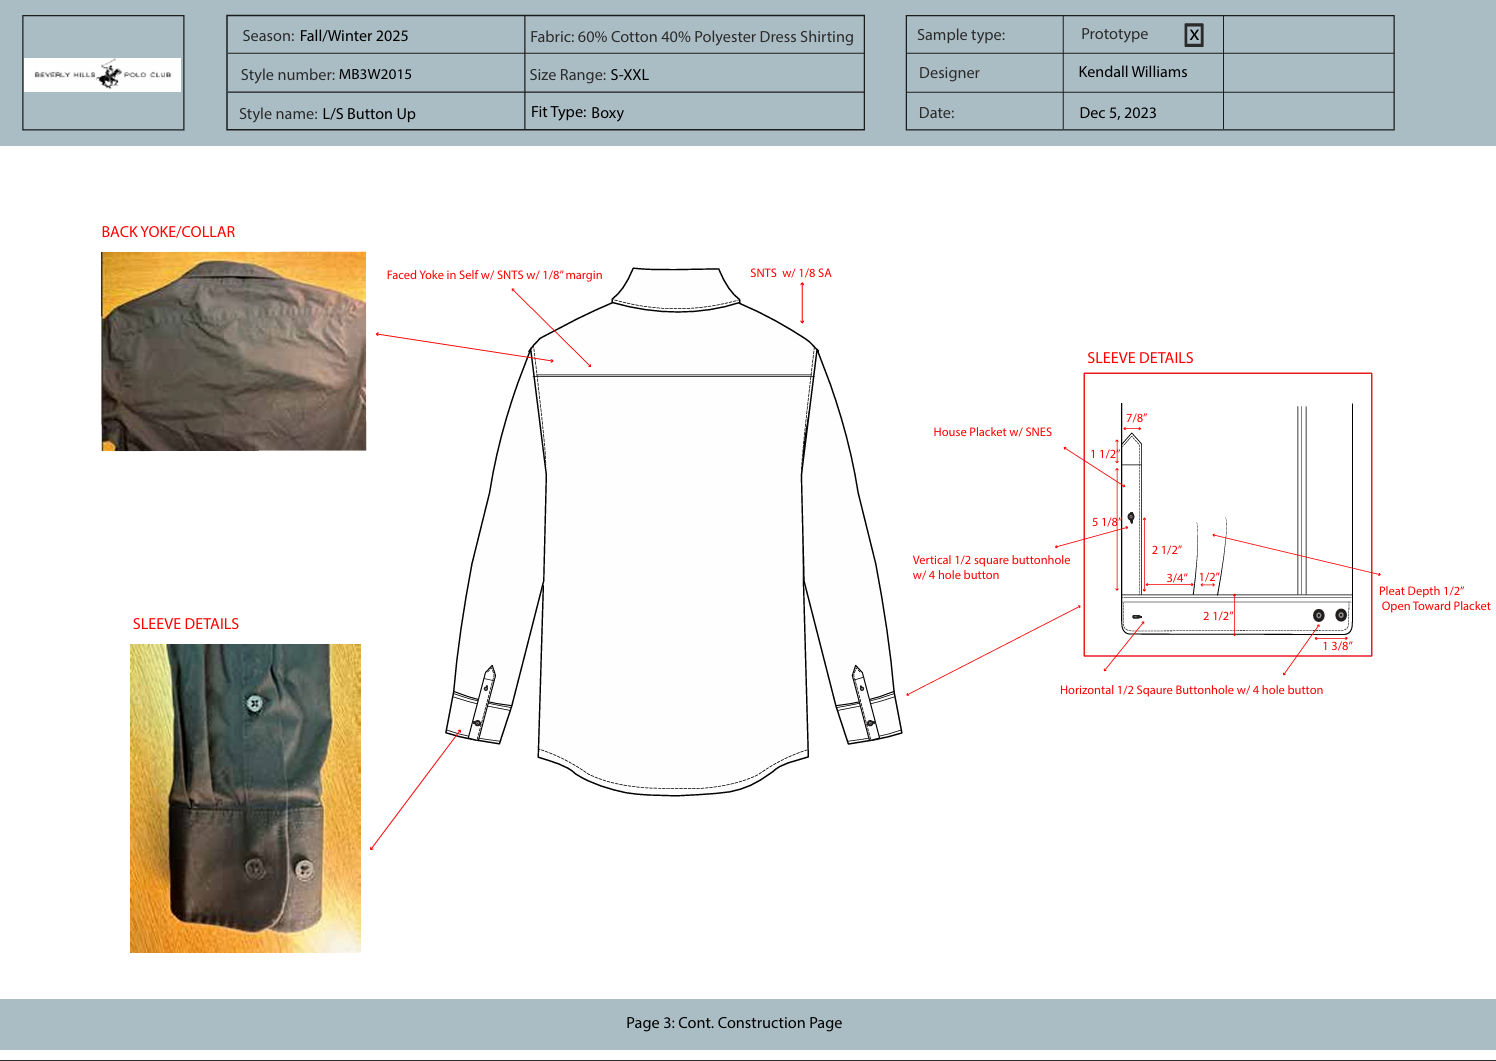 BEVERLY HILLS POLO CLUB
Season: Fall/Winter 2025
Fabric: 60% Cotton 40% Polyester Dress Shirting
Style number: MB3W2015
Size Range: S-XXL
Style name: L/S Button Up
Fit Type: Boxy
Sample type:
Prototype
X
Designer
Kendall Williams
Date:
Dec 5, 2023
BACK YOKE/COLLAR
Faced Yoke in Self w/ SNTS w/ 1/8" margin
SNTS w/ 1/8 SA
SLEEVE DETAILS
7/8"
House Placket w/ SNES
1 1/2"
5 1/8"
2 1/2"
Vertical 1/2 square buttonhole
w/ 4 hole button
3/4"
1/2"
Pleat Depth 1/2"
Open Toward Placket
2 1/2"
1 3/8"
Horizontal 1/2 Sqaure Buttonhole w/ 4 hole button
SLEEVE DETAILS
Page 3: Cont. Construction Page